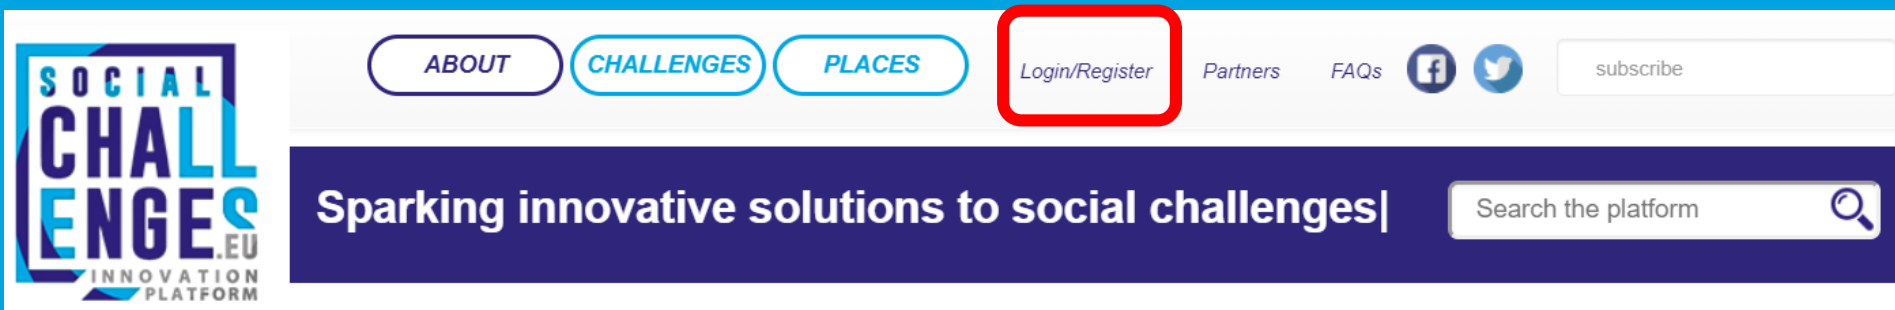 SOCIAL
CHALL
ENGES
.EU
INNOVATION
PLATFORM
ABOUT
CHALLENGES
PLACES
Login/Register
Partners
FAQs
subscribe
Sparking innovative solutions to social challenges|
Search the platform